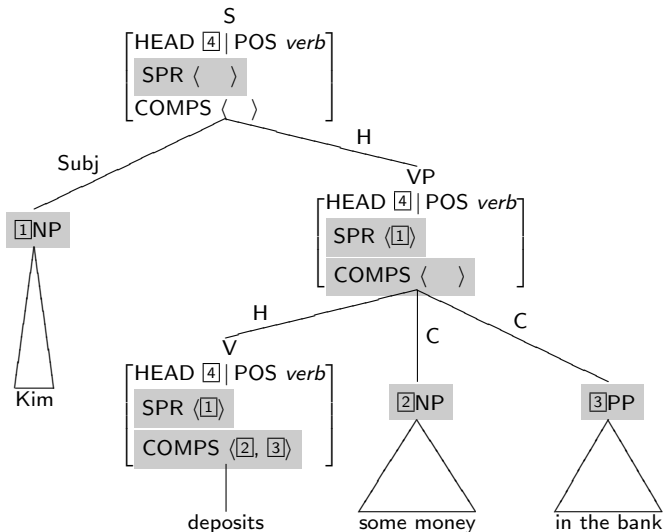 S
HEAD 4 | POS verb
SPR ⟨ ⟩
COMPS ⟨ ⟩
Subj
H
VP
1NP
HEAD 4 | POS verb
SPR ⟨1⟩
COMPS ⟨ ⟩
H
C
C
V
HEAD 4 | POS verb
SPR ⟨1⟩
COMPS ⟨2, 3⟩
Kim
2NP
3PP
deposits
some money
in the bank